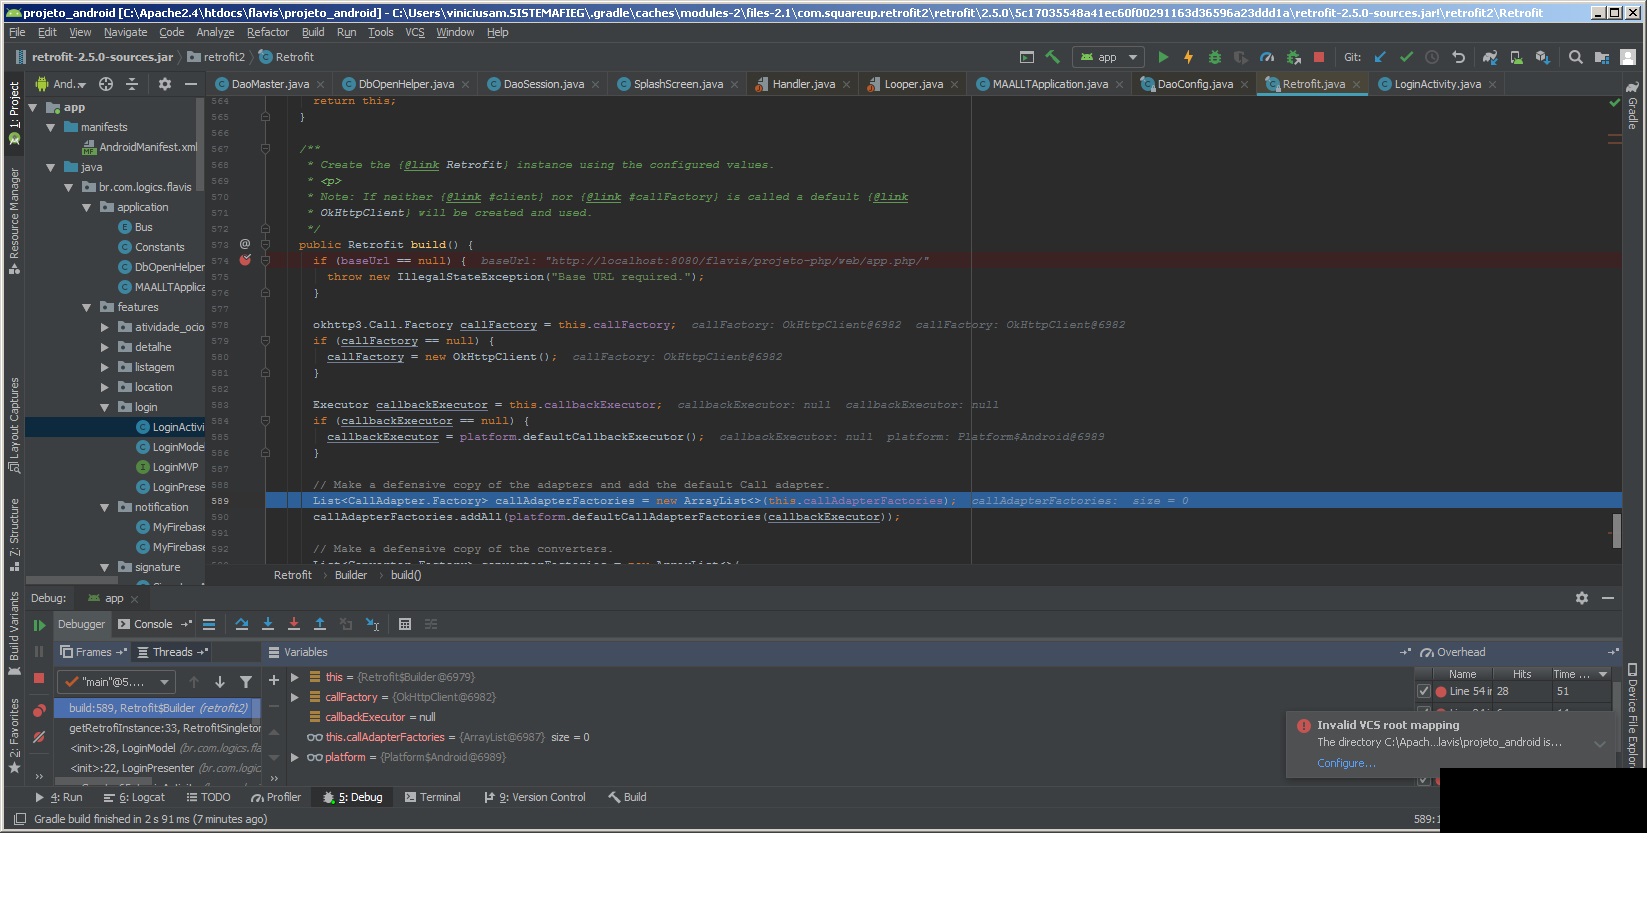 projeto_android [C:\Apache2.4\htdocs\flavis\projeto_android] - C:\Users\viniciusam.SISTEMAFIEG\.gradle\caches\modules-2\files-2.1\com.squareup.retrofit2\retrofit\2.5.0\5c17035548a41ec60f00291163d36596a23ddd1a\retrofit-2.5.0-sources.jar!\retrofit2\Retrofit
File Edit View Navigate Code Analyze Refactor Build Run Tools VCS Window Help
retrofit-2.5.0-sources.jar retrofit2 Retrofit app Git:
And... DaoMaster.java DbOpenHelper.java DaoSession.java SplashScreen.java Handler.java Looper.java MAALLTApplication.java DaoConfig.java Retrofit.java LoginActivity.java
1: Project
Resource Manager
Layout Captures
7: Structure
Build Variants
2: Favorites
app
manifests
AndroidManifest.xml
java
br.com.logics.flavis
application
Bus
Constants
DbOpenHelper
MAALLTApplica
features
atividade_ocio
detalhe
listagem
location
login
LoginActivi
LoginMode
LoginMVP
LoginPrese
notification
MyFirebase
MyFirebase
signature
564 return this;
565 }
566
567 /**
568 * Create the {@link Retrofit} instance using the configured values.
569 * <p>
570 * Note: If neither {@link #client} nor {@link #callFactory} is called a default {@link
571 * OkHttpClient} will be created and used.
572 */
573 @ public Retrofit build() {
574 if (baseUrl == null) { baseUrl: "http://localhost:8080/flavis/projeto-php/web/app.php/"
575 throw new IllegalStateException("Base URL required.");
576 }
577
578 okhttp3.Call.Factory callFactory = this.callFactory; callFactory: OkHttpClient@6982 callFactory: OkHttpClient@6982
579 if (callFactory == null) {
580 callFactory = new OkHttpClient(); callFactory: OkHttpClient@6982
581 }
582
583 Executor callbackExecutor = this.callbackExecutor; callbackExecutor: null callbackExecutor: null
584 if (callbackExecutor == null) {
585 callbackExecutor = platform.defaultCallbackExecutor(); callbackExecutor: null platform: Platform$Android@6989
586 }
587
588 // Make a defensive copy of the adapters and add the default Call adapter.
589 List<CallAdapter.Factory> callAdapterFactories = new ArrayList<>(this.callAdapterFactories); callAdapterFactories: size = 0
590 callAdapterFactories.addAll(platform.defaultCallAdapterFactories(callbackExecutor));
591
592 // Make a defensive copy of the converters.
Retrofit Builder build()
Gradle
Device File Explor
Debug: app
Debugger Console
Frames Threads Variables Overhead
"main"@5....
build:589, Retrofit$Builder (retrofit2)
getRetrofInstance:33, RetrofitSingleton
<init>:28, LoginModel (br.com.logics.fla
<init>:22, LoginPresenter (br.com.logic
this = {Retrofit$Builder@6979}
callFactory = {OkHttpClient@6982}
callbackExecutor = null
this.callAdapterFactories = {ArrayList@6987} size = 0
platform = {Platform$Android@6989}
Name Hits Time ...
Line 54 ir 28 51
Invalid VCS root mapping
The directory C:\Apach...lavis\projeto_android is...
Configure...
4: Run 6: Logcat TODO Profiler 5: Debug Terminal 9: Version Control Build
Gradle build finished in 2 s 91 ms (7 minutes ago) 589:1